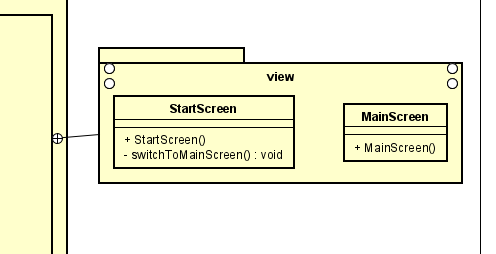 view
StartScreen
+ StartScreen()
- switchToMainScreen() : void
MainScreen
+ MainScreen()